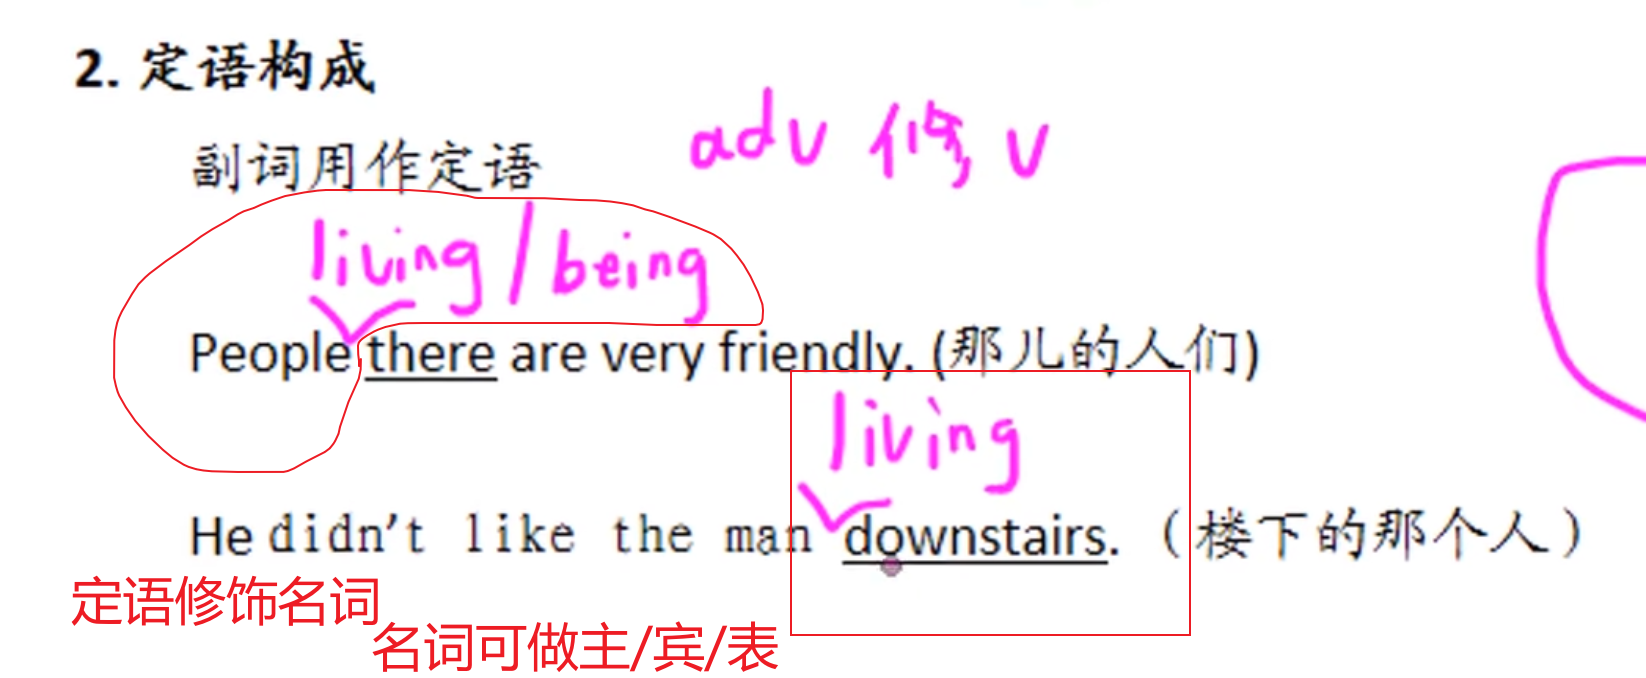 2. 定语构成
副词用作定语
adv 修 v
living/being
People there are very friendly. (那儿的人们)
living
He didn't like the man downstairs. （楼下的那个人）
定语修饰名词
名词可做主/宾/表